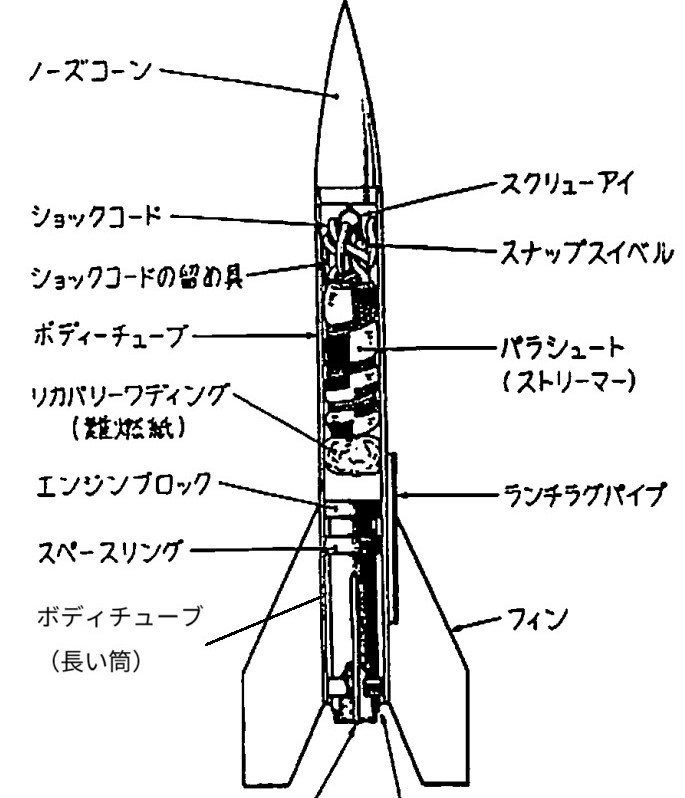 ノーズコーン
スクリューアイ
ショックコード
スナップスイベル
ショックコードの留め具
ボディーチューブ
パラシュート
(ストリーマー)
リカバリーワディング
(難燃紙)
エンジンブロック
ランチラグパイプ
スペースリング
ボディチューブ
(長い筒)
フィン